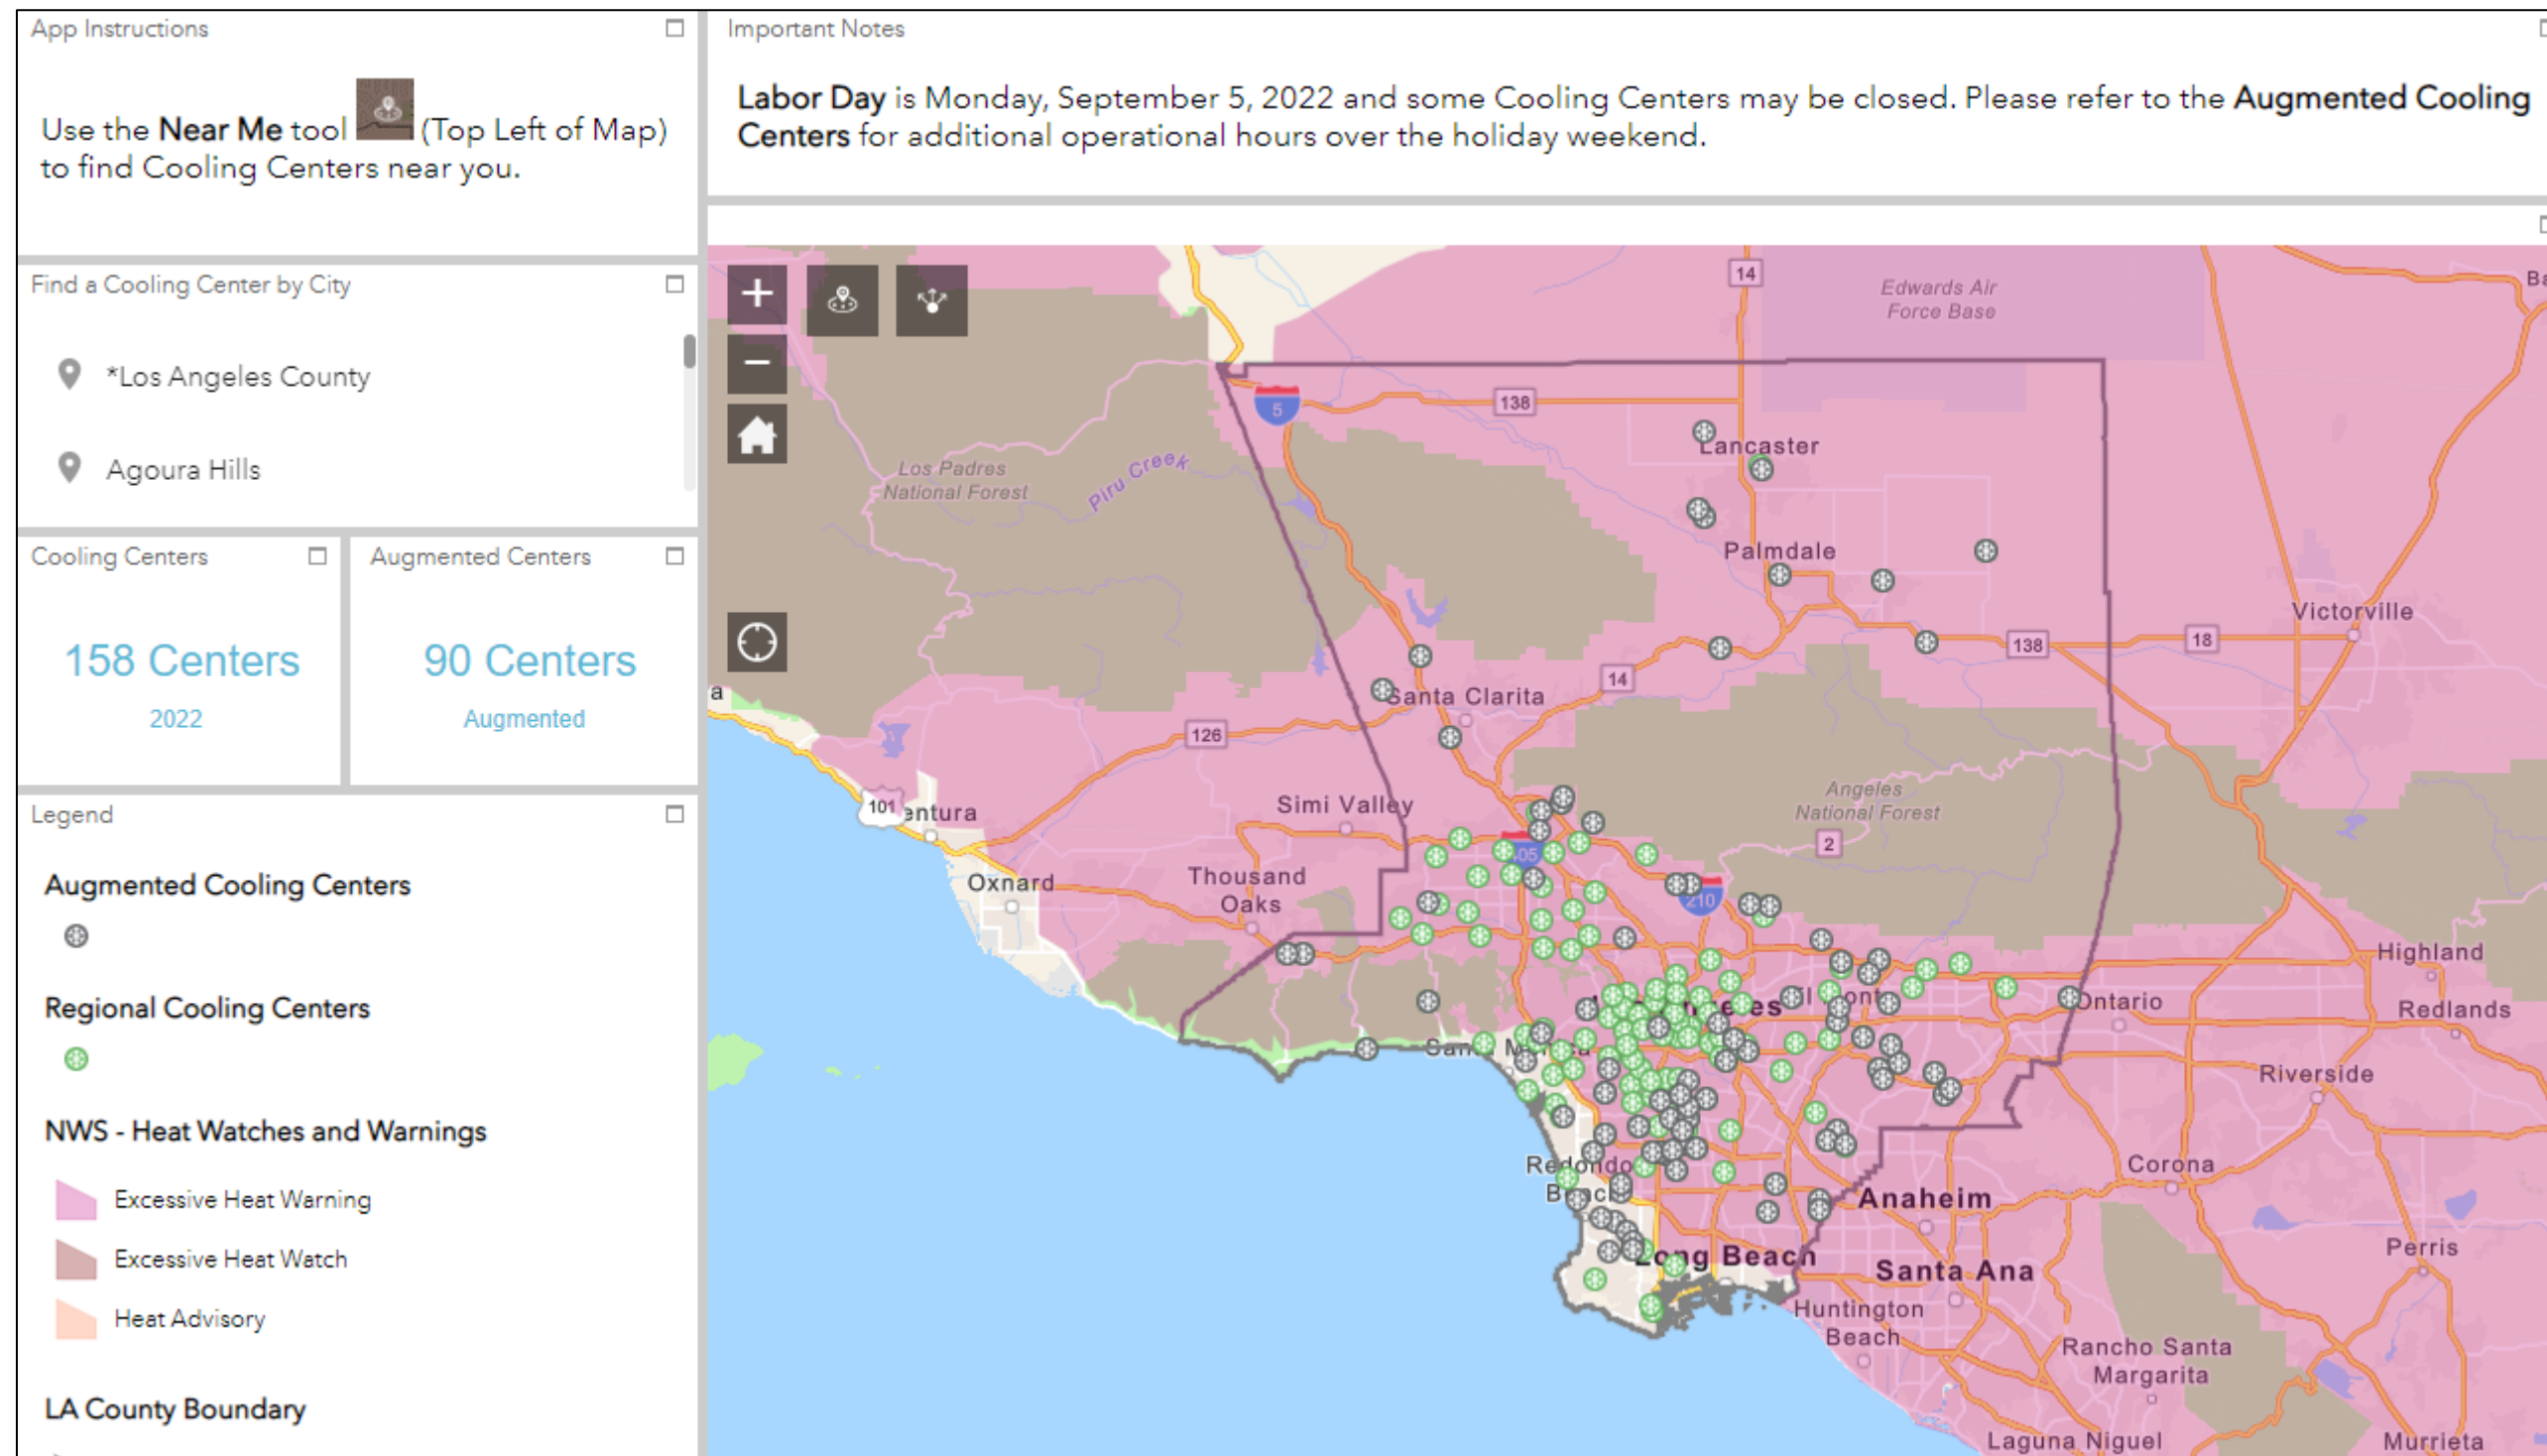 App Instructions
Use the Near Me tool (Top Left of Map)
to find Cooling Centers near you.
Find a Cooling Center by City
*Los Angeles County
Agoura Hills
Cooling Centers
158 Centers
2022
Augmented Centers
90 Centers
Augmented
Legend
Augmented Cooling Centers
Regional Cooling Centers
NWS - Heat Watches and Warnings
Excessive Heat Warning
Excessive Heat Watch
Heat Advisory
LA County Boundary
Important Notes
Labor Day is Monday, September 5, 2022 and some Cooling Centers may be closed. Please refer to the Augmented Cooling
Centers for additional operational hours over the holiday weekend.
14
Edwards Air
Force Base
Ba
5
138
Lancaster
Los Padres
National Forest
Piru Creek
Palmdale
Victorville
138
18
a
Santa Clarita
14
126
Angeles
National Forest
2
Simi Valley
101
entura
405
Oxnard
Thousand
Oaks
210
Highland
Redlands
Ontario
Riverside
Redondo
Corona
Anaheim
Long Beach
Santa Ana
Perris
Huntington
Beach
Rancho Santa
Margarita
Laguna Niguel
Murrieta